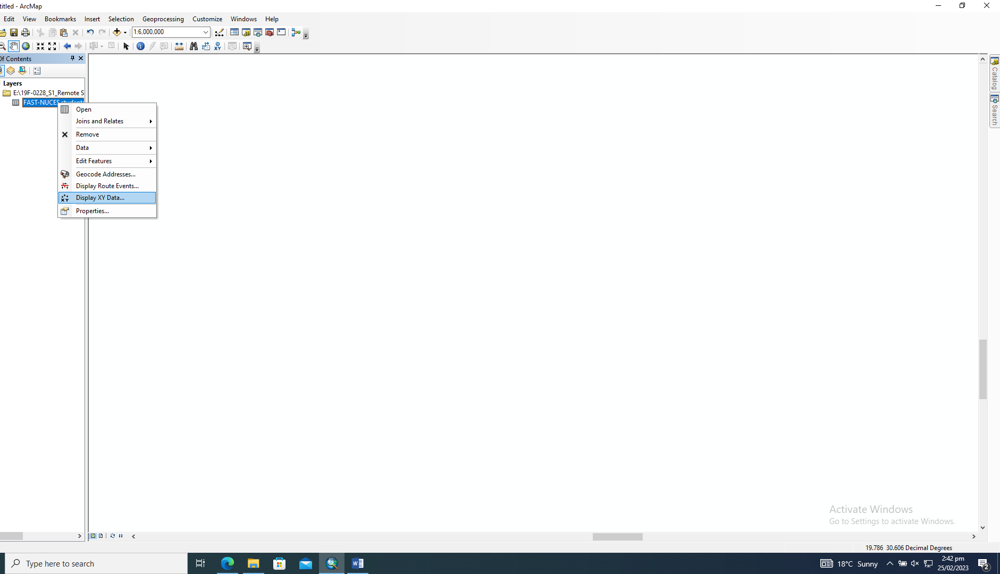 titled - ArcMap
Edit View Bookmarks Insert Selection Geoprocessing Customize Windows Help
1:6,000,000
Of Contents
Layers
E:\19F-0228_S1_Remote S
FAST-NUCES student
Open
Joins and Relates
Remove
Data
Edit Features
Geocode Addresses...
Display Route Events...
Display XY Data...
Properties...
Catalog
Search
Activate Windows
Go to Settings to activate Windows.
19.786 30.606 Decimal Degrees
Type here to search
18°C Sunny
2:42 pm
25/02/2023
2